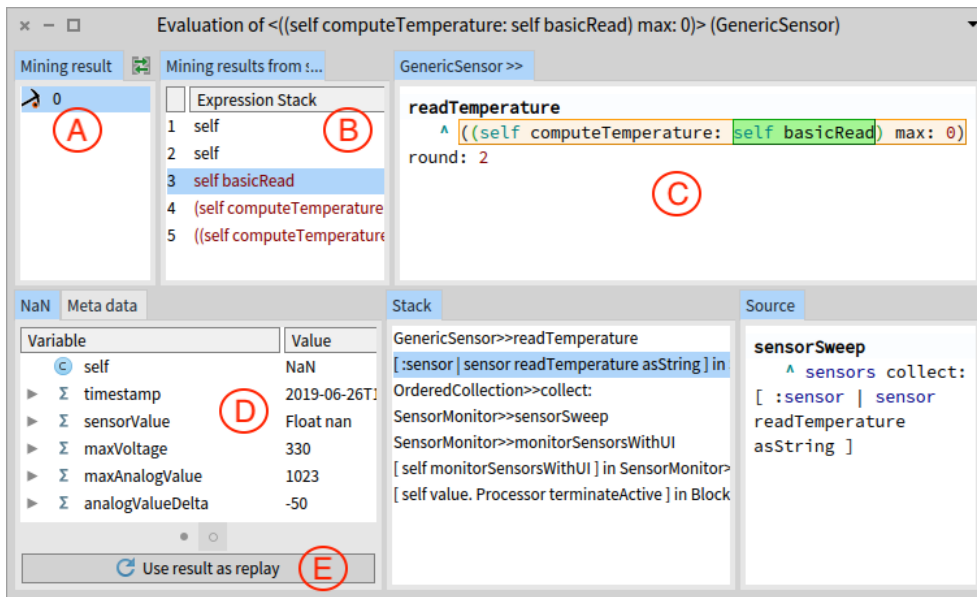 Evaluation of <((self computeTemperature: self basicRead) max: 0)> (GenericSensor)
Mining result
Mining results from s...
GenericSensor >>
0
A
Expression Stack
1 self
2 self
3 self basicRead
4 (self computeTemperature
5 ((self computeTemperature
B
readTemperature
^ ((self computeTemperature: self basicRead) max: 0)
round: 2
C
NaN Meta data
Variable Value
C self NaN
Σ timestamp 2019-06-26T1
Σ sensorValue Float nan
Σ maxVoltage 330
Σ maxAnalogValue 1023
Σ analogValueDelta -50
D
Use result as replay
E
Stack
GenericSensor>>readTemperature
[ :sensor | sensor readTemperature asString ] in
OrderedCollection>>collect:
SensorMonitor>>sensorSweep
SensorMonitor>>monitorSensorsWithUI
[ self monitorSensorsWithUI ] in SensorMonitor>
[ self value. Processor terminateActive ] in Block
Source
sensorSweep
^ sensors collect:
[ :sensor | sensor
readTemperature
asString ]